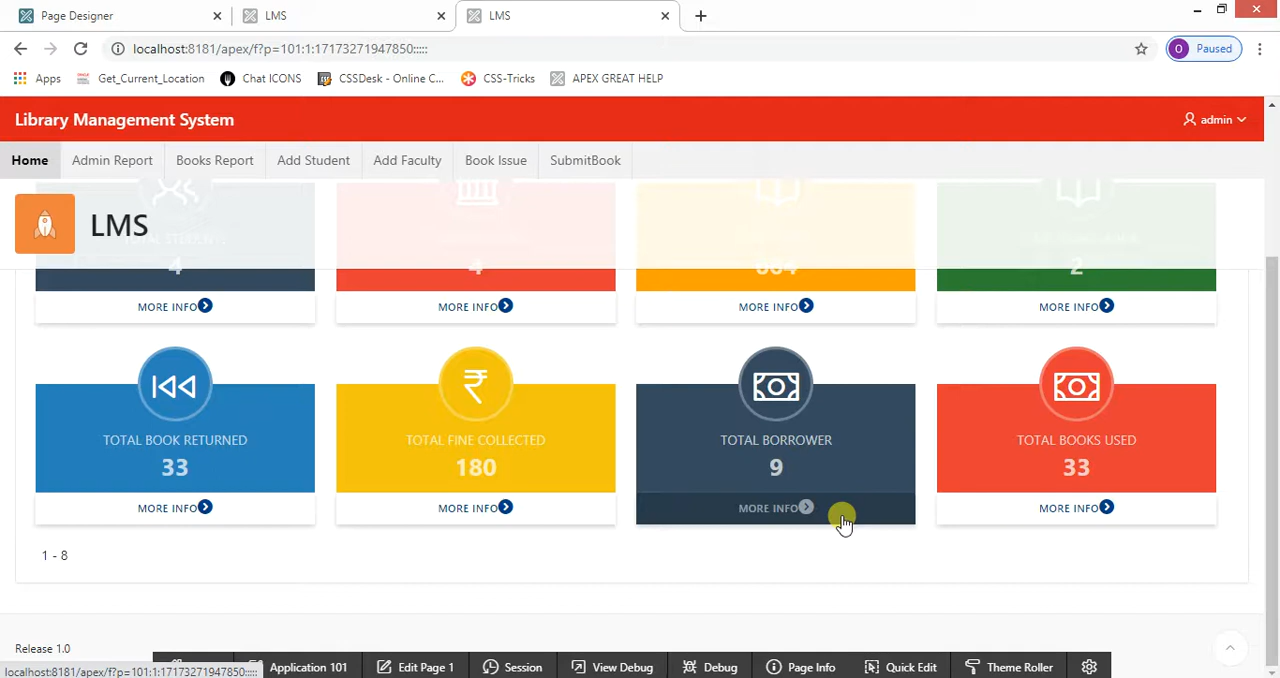 Page Designer
LMS
LMS
localhost:8181/apex/f?p=101:1:17173271947850:::::
O Paused
Apps Get_Current_Location Chat ICONS CSSDesk - Online C... CSS-Tricks APEX GREAT HELP
Library Management System
admin
Home Admin Report Books Report Add Student Add Faculty Book Issue SubmitBook
LMS
4 4 2
MORE INFO MORE INFO MORE INFO MORE INFO
TOTAL BOOK RETURNED
33
MORE INFO
TOTAL FINE COLLECTED
180
MORE INFO
TOTAL BORROWER
9
MORE INFO
TOTAL BOOKS USED
33
MORE INFO
1 - 8
Release 1.0
localhost:8181/apex/f?p=101:1:17173271947850:::::
Application 101 Edit Page 1 Session View Debug Debug Page Info Quick Edit Theme Roller